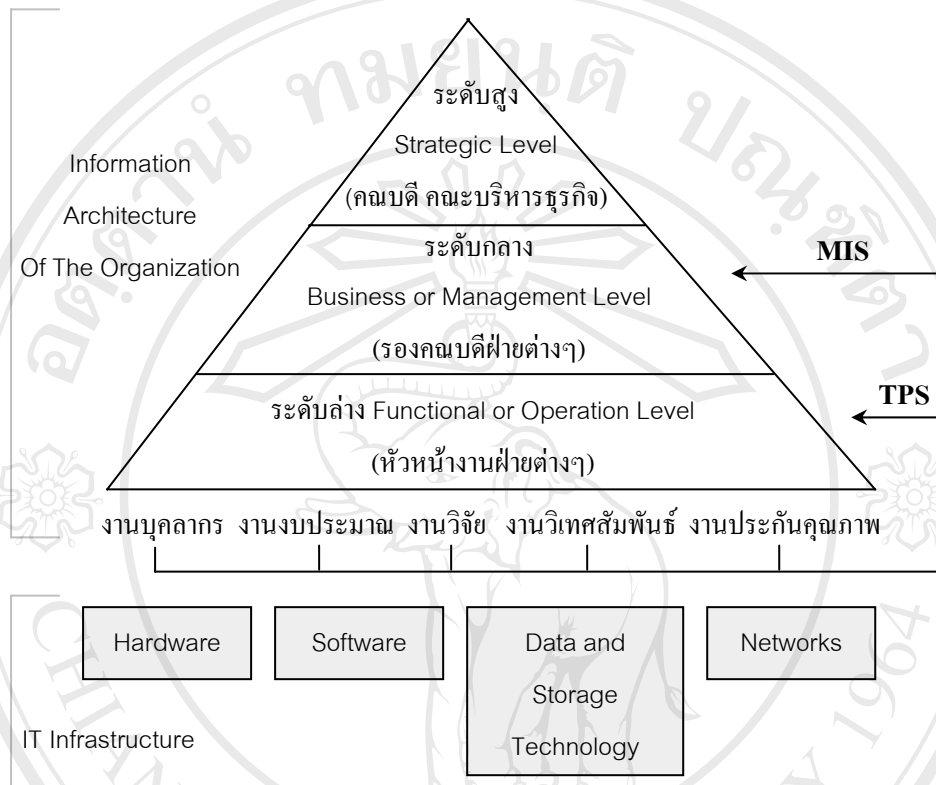 ระดับสูง
Strategic Level
(คณบดี คณะบริหารธุรกิจ)
Information
Architecture
Of The Organization
ระดับกลาง
Business or Management Level
(รองคณบดีฝ่ายต่างๆ)
MIS
ระดับล่าง Functional or Operation Level
(หัวหน้างานฝ่ายต่างๆ)
TPS
งานบุคลากร งานงบประมาณ งานวิจัย งานวิเทศสัมพันธ์ งานประกันคุณภาพ
Hardware
Software
Data and
Storage
Technology
Networks
IT Infrastructure
1964